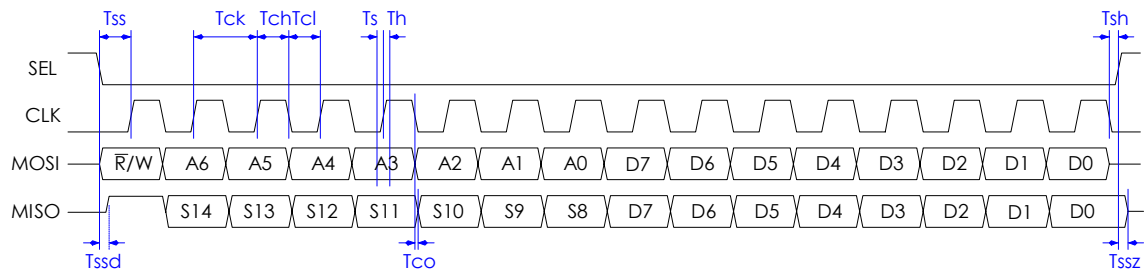 Tss Tck Tch Tcl Ts Th Tsh
SEL
CLK
MOSI R̅/W A6 A5 A4 A3 A2 A1 A0 D7 D6 D5 D4 D3 D2 D1 D0
MISO S14 S13 S12 S11 S10 S9 S8 D7 D6 D5 D4 D3 D2 D1 D0
Tssd Tco Tssz